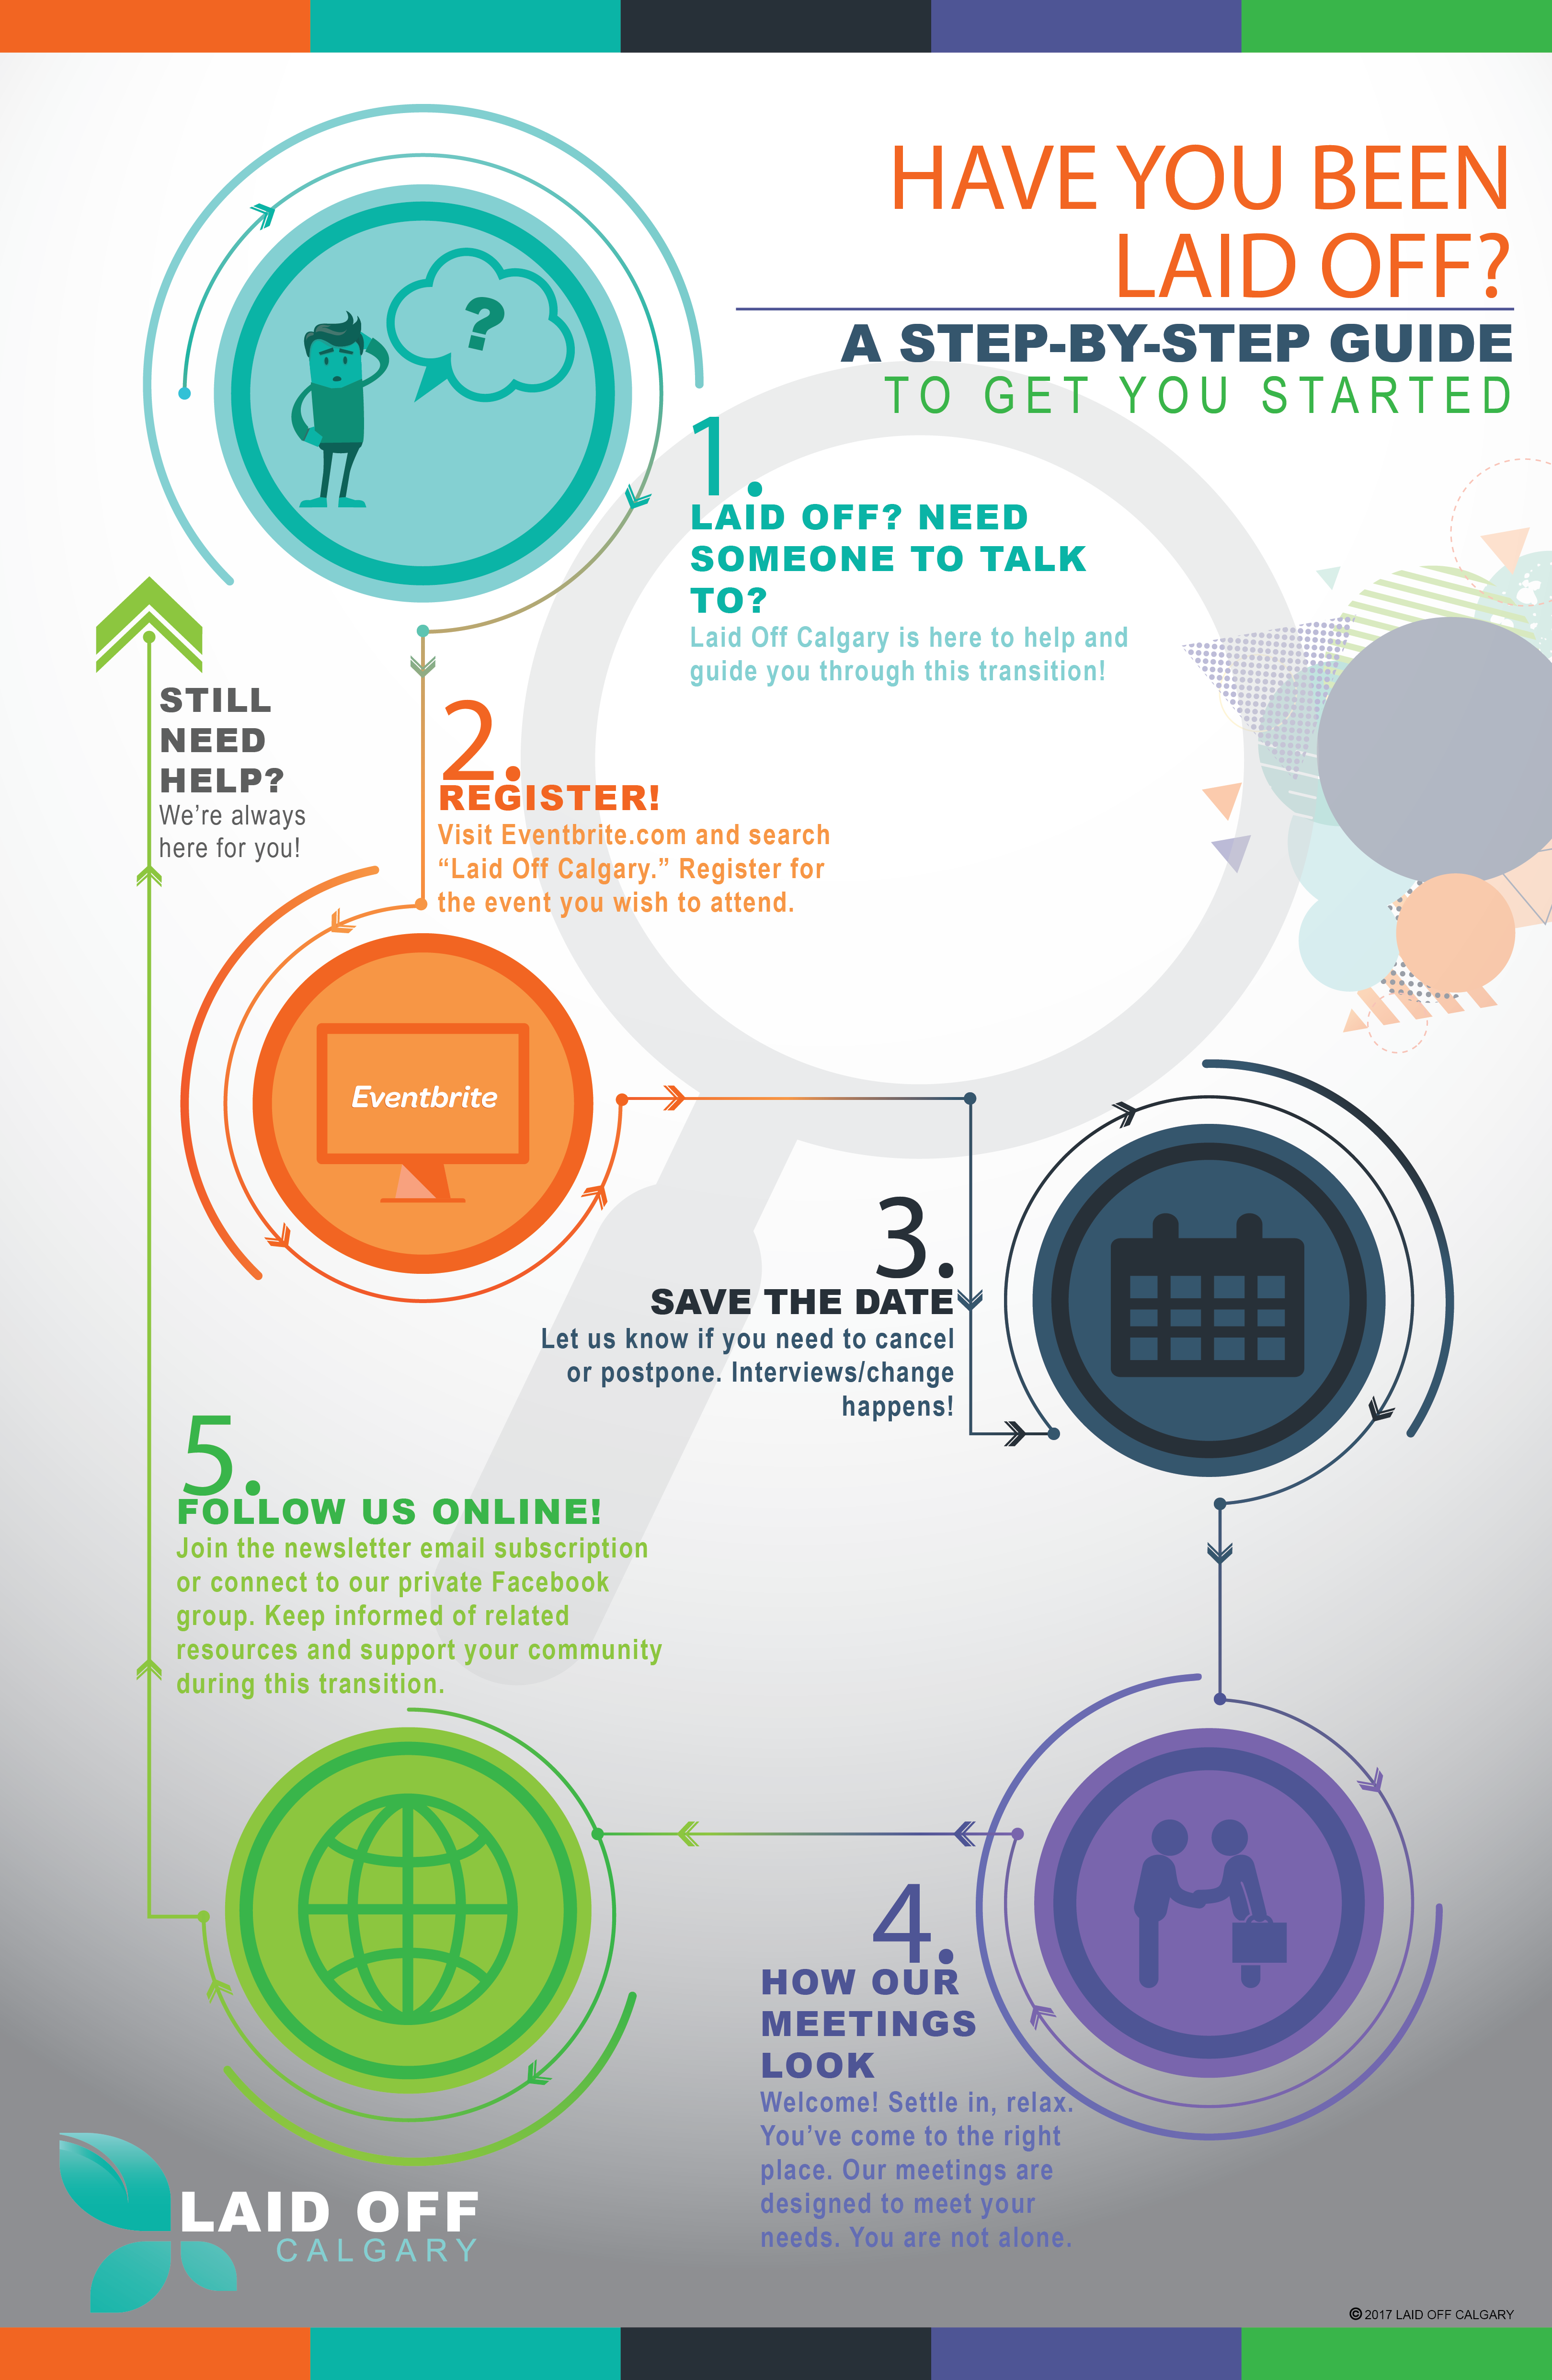 HAVE YOU BEEN
LAID OFF?
A STEP-BY-STEP GUIDE
TO GET YOU STARTED
?
1.
LAID OFF? NEED
SOMEONE TO TALK
TO?
Laid Off Calgary is here to help and
guide you through this transition!
STILL
NEED
HELP?
We're always
here for you!
2.
REGISTER!
Visit Eventbrite.com and search
“Laid Off Calgary.” Register for
the event you wish to attend.
Eventbrite
3.
SAVE THE DATE
Let us know if you need to cancel
or postpone. Interviews/change
happens!
4.
HOW OUR
MEETINGS
LOOK
Welcome! Settle in, relax.
You’ve come to the right
place. Our meetings are
designed to meet your
needs. You are not alone.
5.
FOLLOW US ONLINE!
Join the newsletter email subscription
or connect to our private Facebook
group. Keep informed of related
resources and support your community
during this transition.
LAID OFF
CALGARY
© 2017 LAID OFF CALGARY